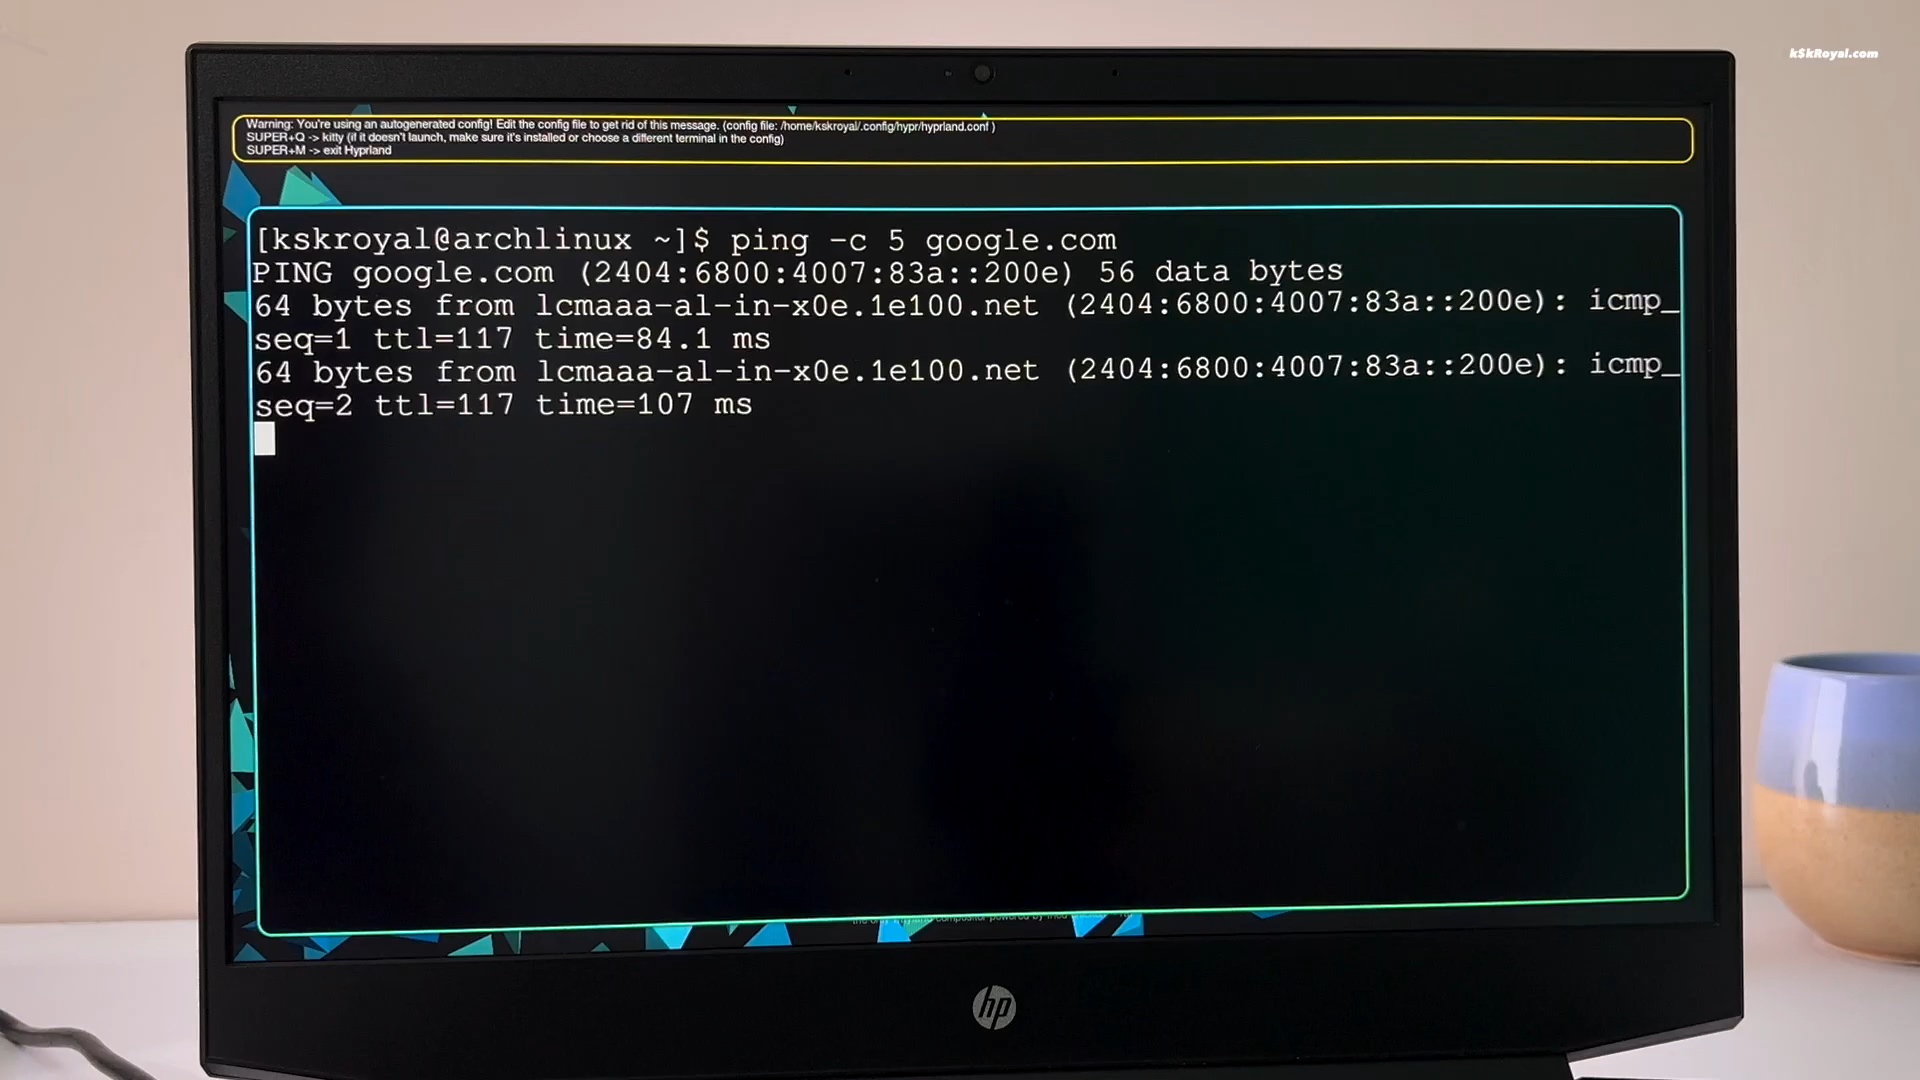 kSkRoyal.com
Warning: You're using an autogenerated config! Edit the config file to get rid of this message. (config file: /home/kskroyal/.config/hypr/hyprland.conf )
SUPER+Q -> kitty (if it doesn't launch, make sure it's installed or choose a different terminal in the config)
SUPER+M -> exit Hyprland
[kskroyal@archlinux ~]$ ping -c 5 google.com
PING google.com (2404:6800:4007:83a::200e) 56 data bytes
64 bytes from lcmaaa-al-in-x0e.1e100.net (2404:6800:4007:83a::200e): icmp_
seq=1 ttl=117 time=84.1 ms
64 bytes from lcmaaa-al-in-x0e.1e100.net (2404:6800:4007:83a::200e): icmp_
seq=2 ttl=117 time=107 ms
compositor powered by
hp